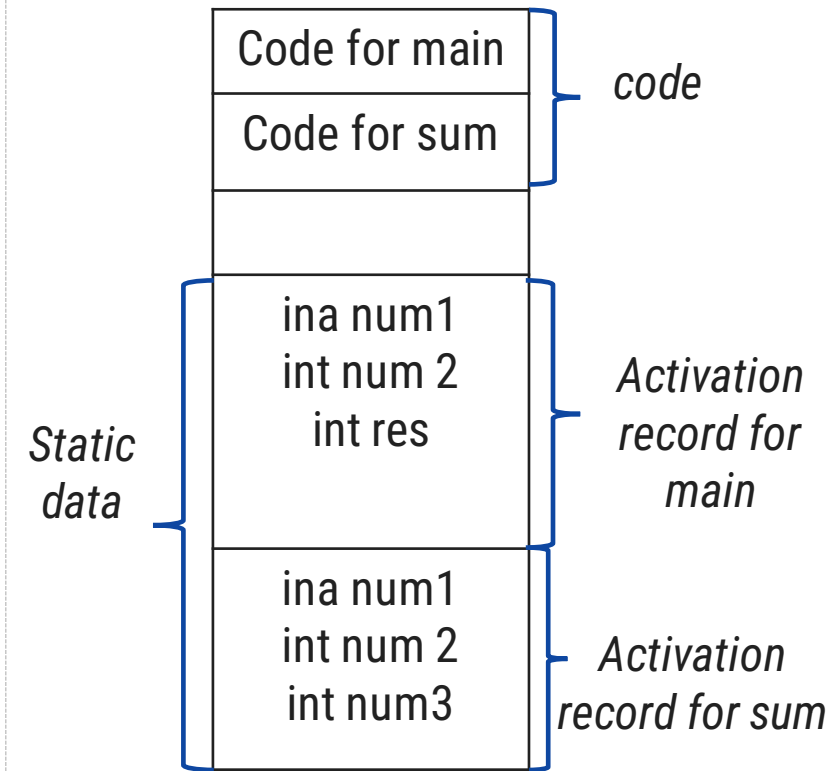 Code for main
code
Code for sum
ina num1
int num 2
int res
Static
data
Activation
record for
main
ina num1
int num 2
int num3
Activation
record for sum